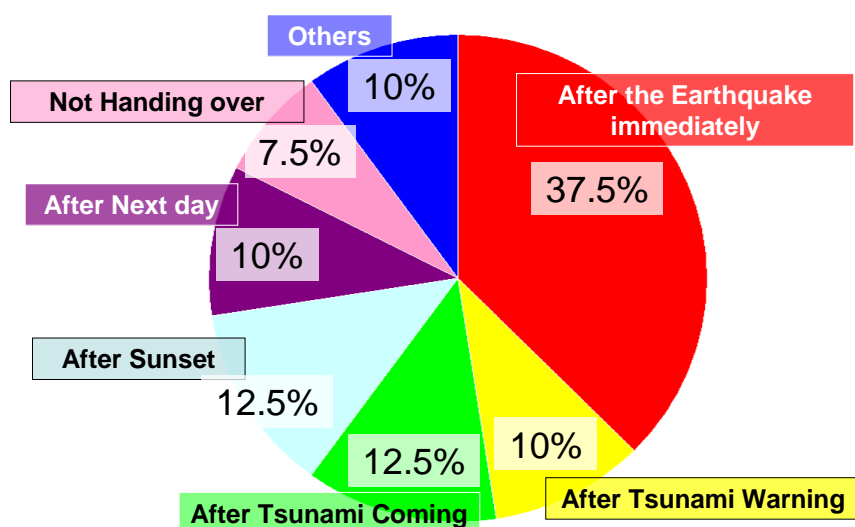 Others
10%
After the Earthquake
immediately
37.5%
Not Handing over
7.5%
After Next day
10%
After Sunset
12.5%
After Tsunami Coming
12.5%
After Tsunami Warning
10%